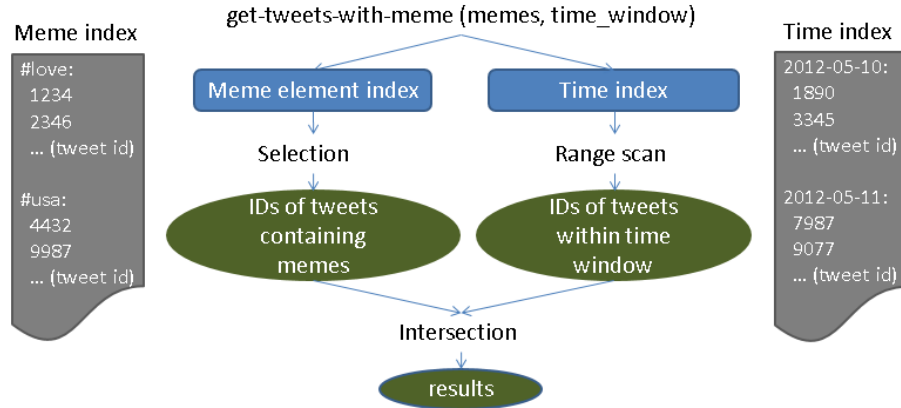 get-tweets-with-meme (memes, time_window)
Meme index
#love:
1234
2346
... (tweet id)
#usa:
4432
9987
... (tweet id)
Meme element index
Selection
IDs of tweets
containing
memes
Time index
Range scan
IDs of tweets
within time
window
Intersection
results
Time index
2012-05-10:
1890
3345
... (tweet id)
2012-05-11:
7987
9077
... (tweet id)